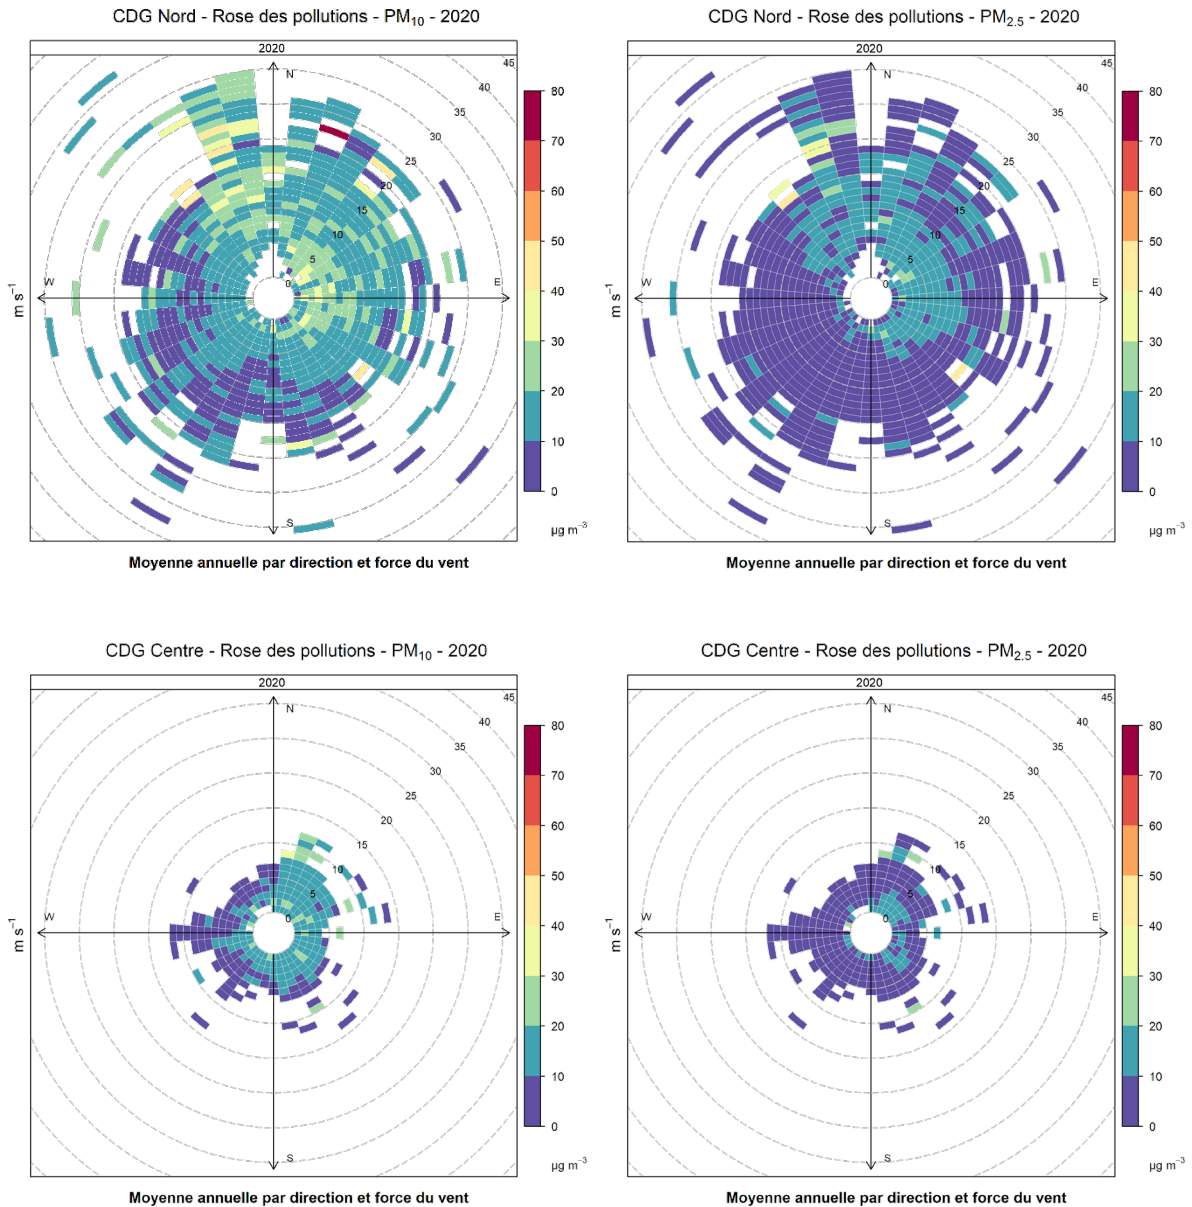 CDG Nord - Rose des pollutions - PM10 - 2020
2020
N
S
W
E
0
5
10
15
20
25
30
35
40
45
m s⁻¹
80
70
60
50
40
30
20
10
0
µg m⁻³
Moyenne annuelle par direction et force du vent
CDG Nord - Rose des pollutions - PM2.5 - 2020
2020
N
S
W
E
0
5
10
15
20
25
30
35
40
45
m s⁻¹
80
70
60
50
40
30
20
10
0
µg m⁻³
Moyenne annuelle par direction et force du vent
CDG Centre - Rose des pollutions - PM10 - 2020
2020
N
S
W
E
0
5
10
15
20
25
30
35
40
45
m s⁻¹
80
70
60
50
40
30
20
10
0
µg m⁻³
Moyenne annuelle par direction et force du vent
CDG Centre - Rose des pollutions - PM2.5 - 2020
2020
N
S
W
E
0
5
10
15
20
25
30
35
40
45
m s⁻¹
80
70
60
50
40
30
20
10
0
µg m⁻³
Moyenne annuelle par direction et force du vent